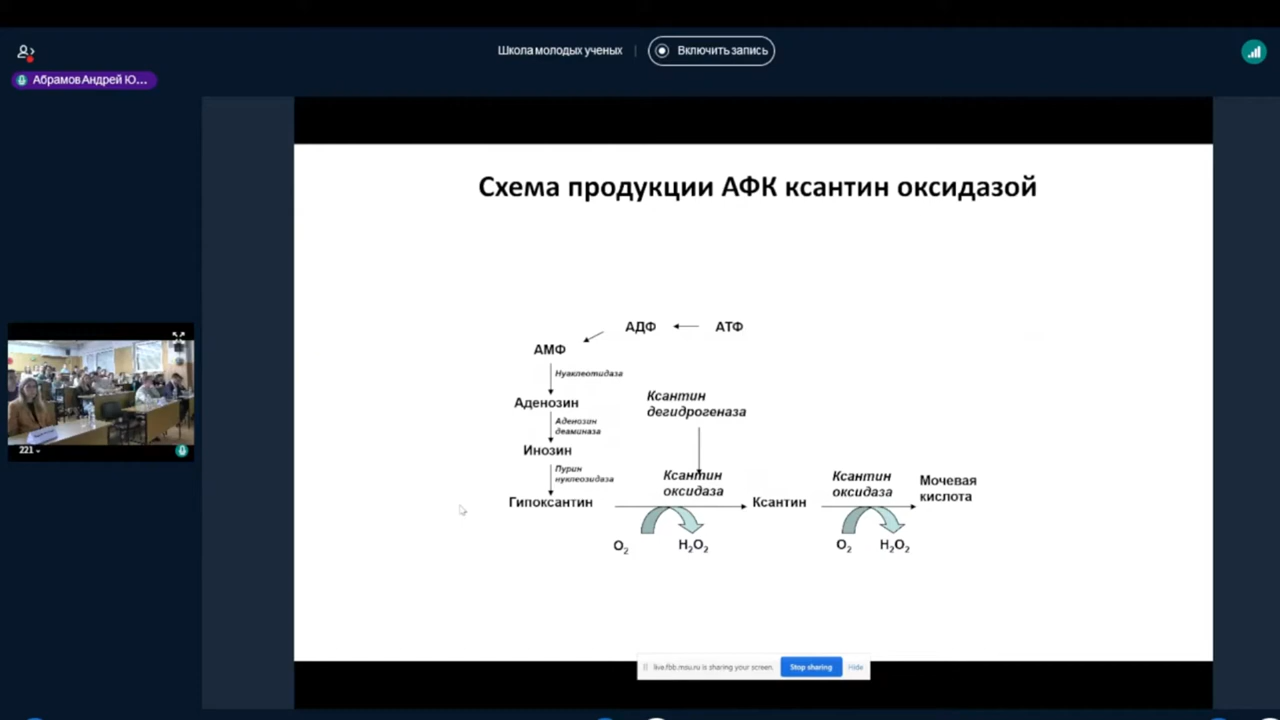 Школа молодых ученых
Включить запись
Абрамов Андрей Ю...
Схема продукции АФК ксантин оксидазой
АДФ
АТФ
АМФ
Нуклеотидаза
Ксантин
дегидрогеназа
Аденозин
Аденозин
деаминаза
Инозин
Пурин
нуклеозидаза
Ксантин
оксидаза
Ксантин
оксидаза
Мочевая
кислота
Гипоксантин
Ксантин
O2
H2O2
O2
H2O2
221
live.fbb.msu.ru is sharing your screen.
Stop sharing
Hide